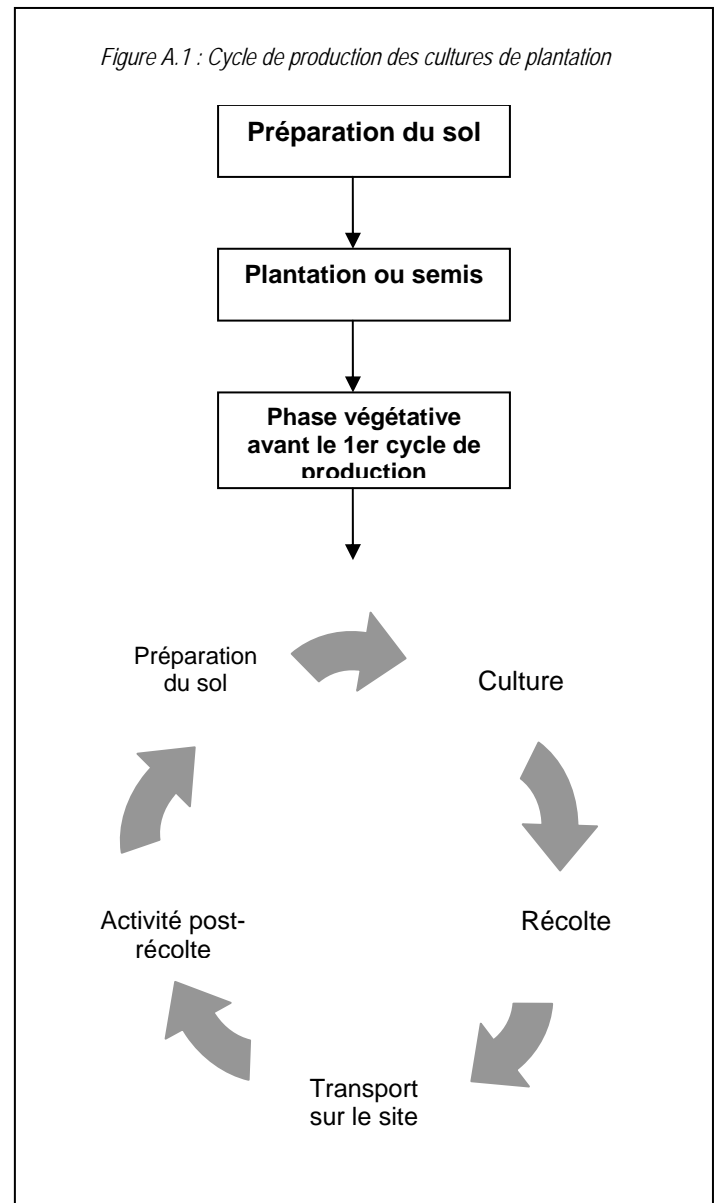 Figure A.1 : Cycle de production des cultures de plantation
Préparation du sol
Plantation ou semis
Phase végétative
avant le 1er cycle de
production
Préparation
du sol
Culture
Récolte
Transport
sur le site
Activité post-
récolte